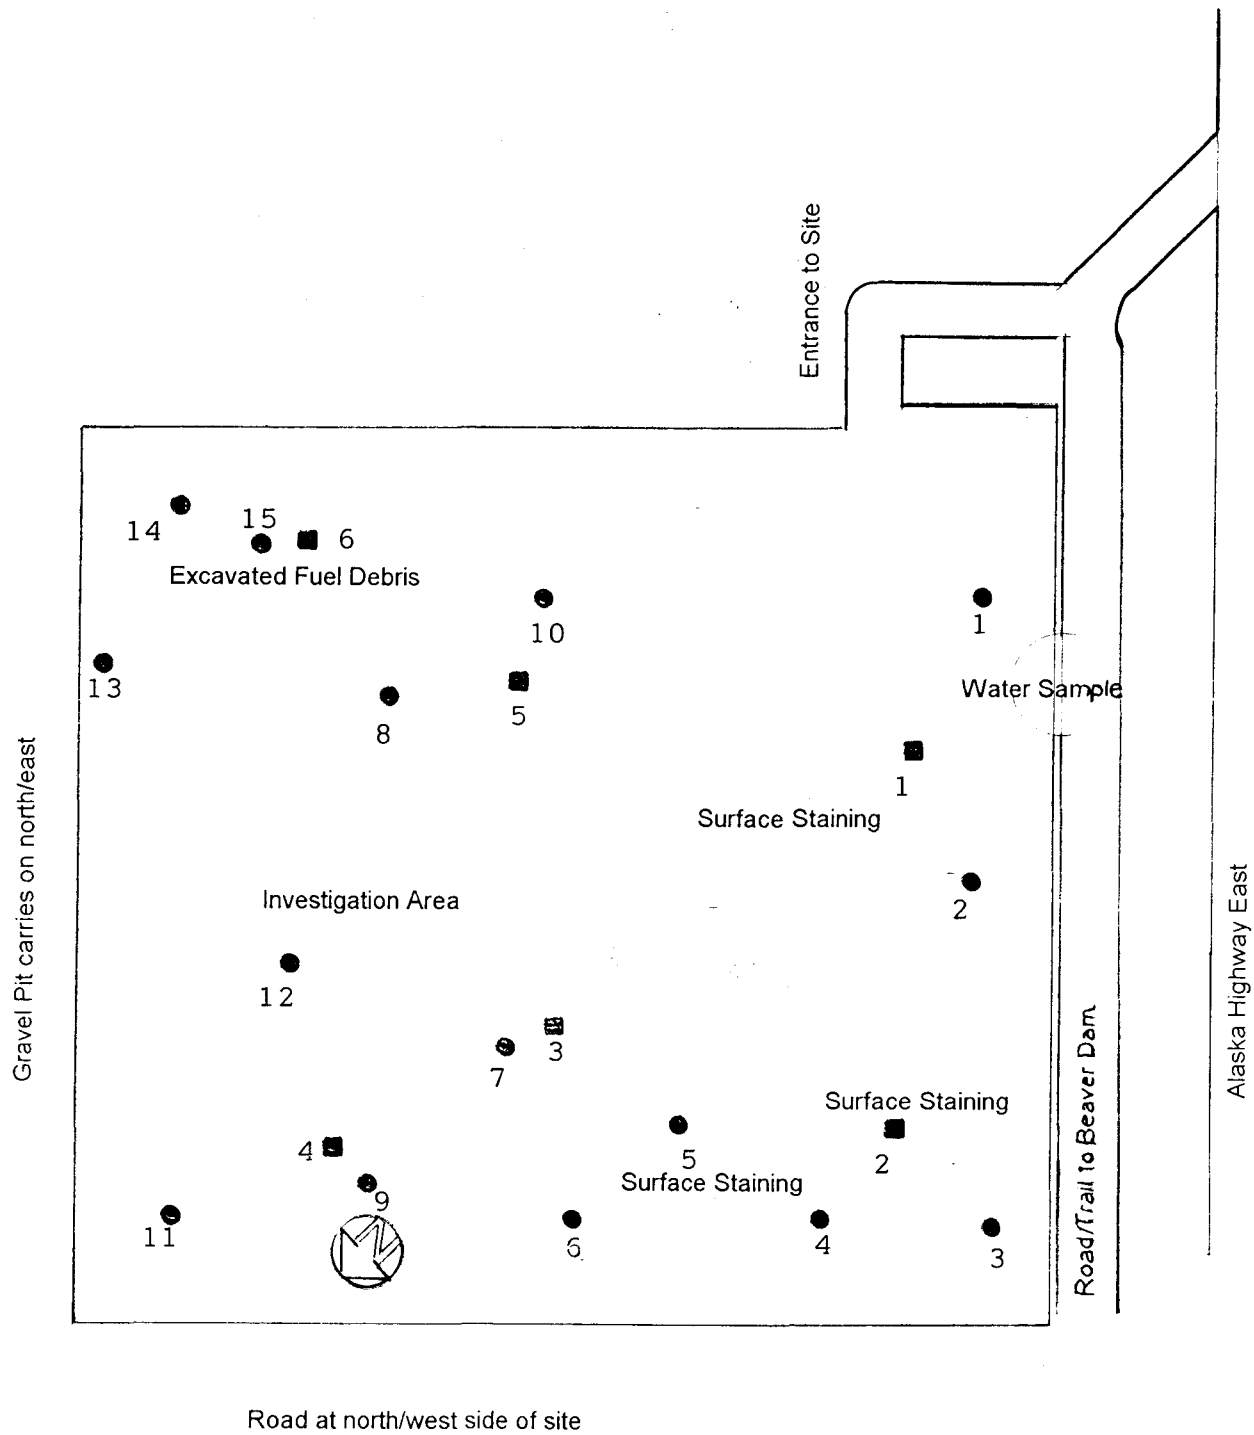 Entrance to Site
14
15
6
Excavated Fuel Debris
10
1
13
8
5
Water Sample
1
Surface Staining
Gravel Pit carries on north/east
Investigation Area
2
Alaska Highway East
12
3
7
Road/Trail to Beaver Dam
Surface Staining
4
5
2
Surface Staining
9
11
6
4
3
N
Road at north/west side of site